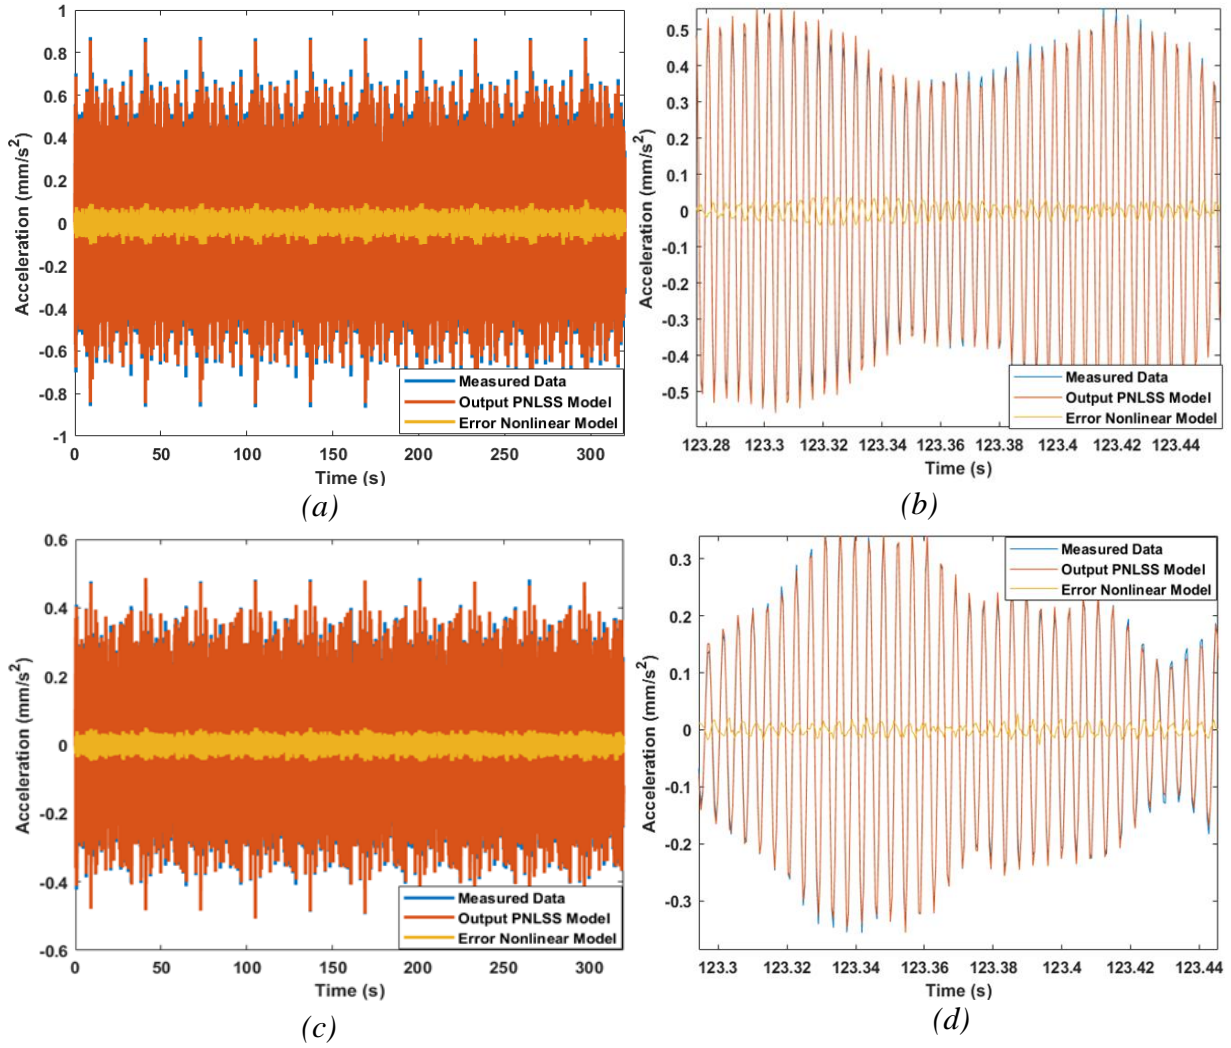 1
0.8
0.6
0.4
0.2
0
-0.2
-0.4
-0.6
-0.8
-1
Acceleration (mm/s²)
0 50 100 150 200 250 300
Time (s)
Measured Data
Output PNLSS Model
Error Nonlinear Model
(a)
0.5
0.4
0.3
0.2
0.1
0
-0.1
-0.2
-0.3
-0.4
-0.5
Acceleration (mm/s²)
123.28 123.3 123.32 123.34 123.36 123.38 123.4 123.42 123.44
Time (s)
Measured Data
Output PNLSS Model
Error Nonlinear Model
(b)
0.6
0.4
0.2
0
-0.2
-0.4
-0.6
Acceleration (mm/s²)
0 50 100 150 200 250 300
Time (s)
Measured Data
Output PNLSS Model
Error Nonlinear Model
(c)
0.3
0.2
0.1
0
-0.1
-0.2
-0.3
Acceleration (mm/s²)
123.3 123.32 123.34 123.36 123.38 123.4 123.42 123.44
Time (s)
Measured Data
Output PNLSS Model
Error Nonlinear Model
(d)